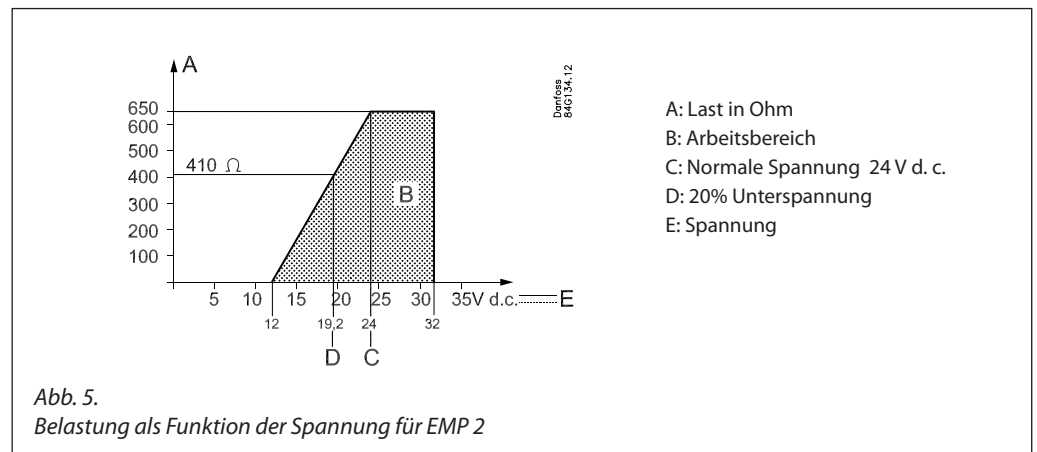 A
650
600
500
400
300
200
100
410 Ω
B
5 10 15 20 25 30 35V d.c. E
12 19,2 24 32
D C
Danfoss
84G134.12
A: Last in Ohm
B: Arbeitsbereich
C: Normale Spannung 24 V d. c.
D: 20% Unterspannung
E: Spannung
Abb. 5.
Belastung als Funktion der Spannung für EMP 2